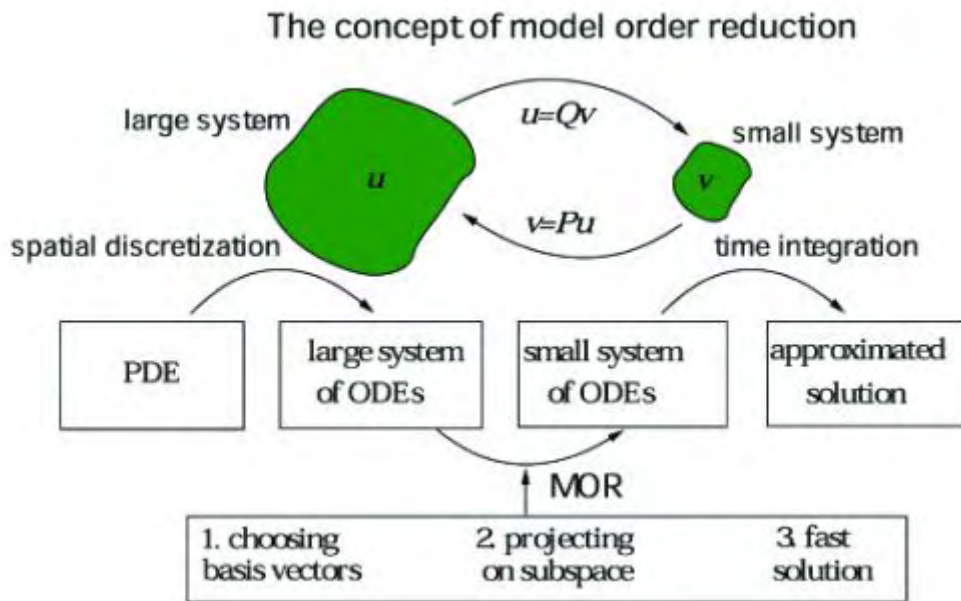 The concept of model order reduction
large system
u=Qv
small system
u
v
v=Pu
spatial discretization
time integration
PDE
large system
of ODEs
small system
of ODEs
approximated
solution
MOR
1. choosing
basis vectors
2. projecting
on subspace
3. fast
solution